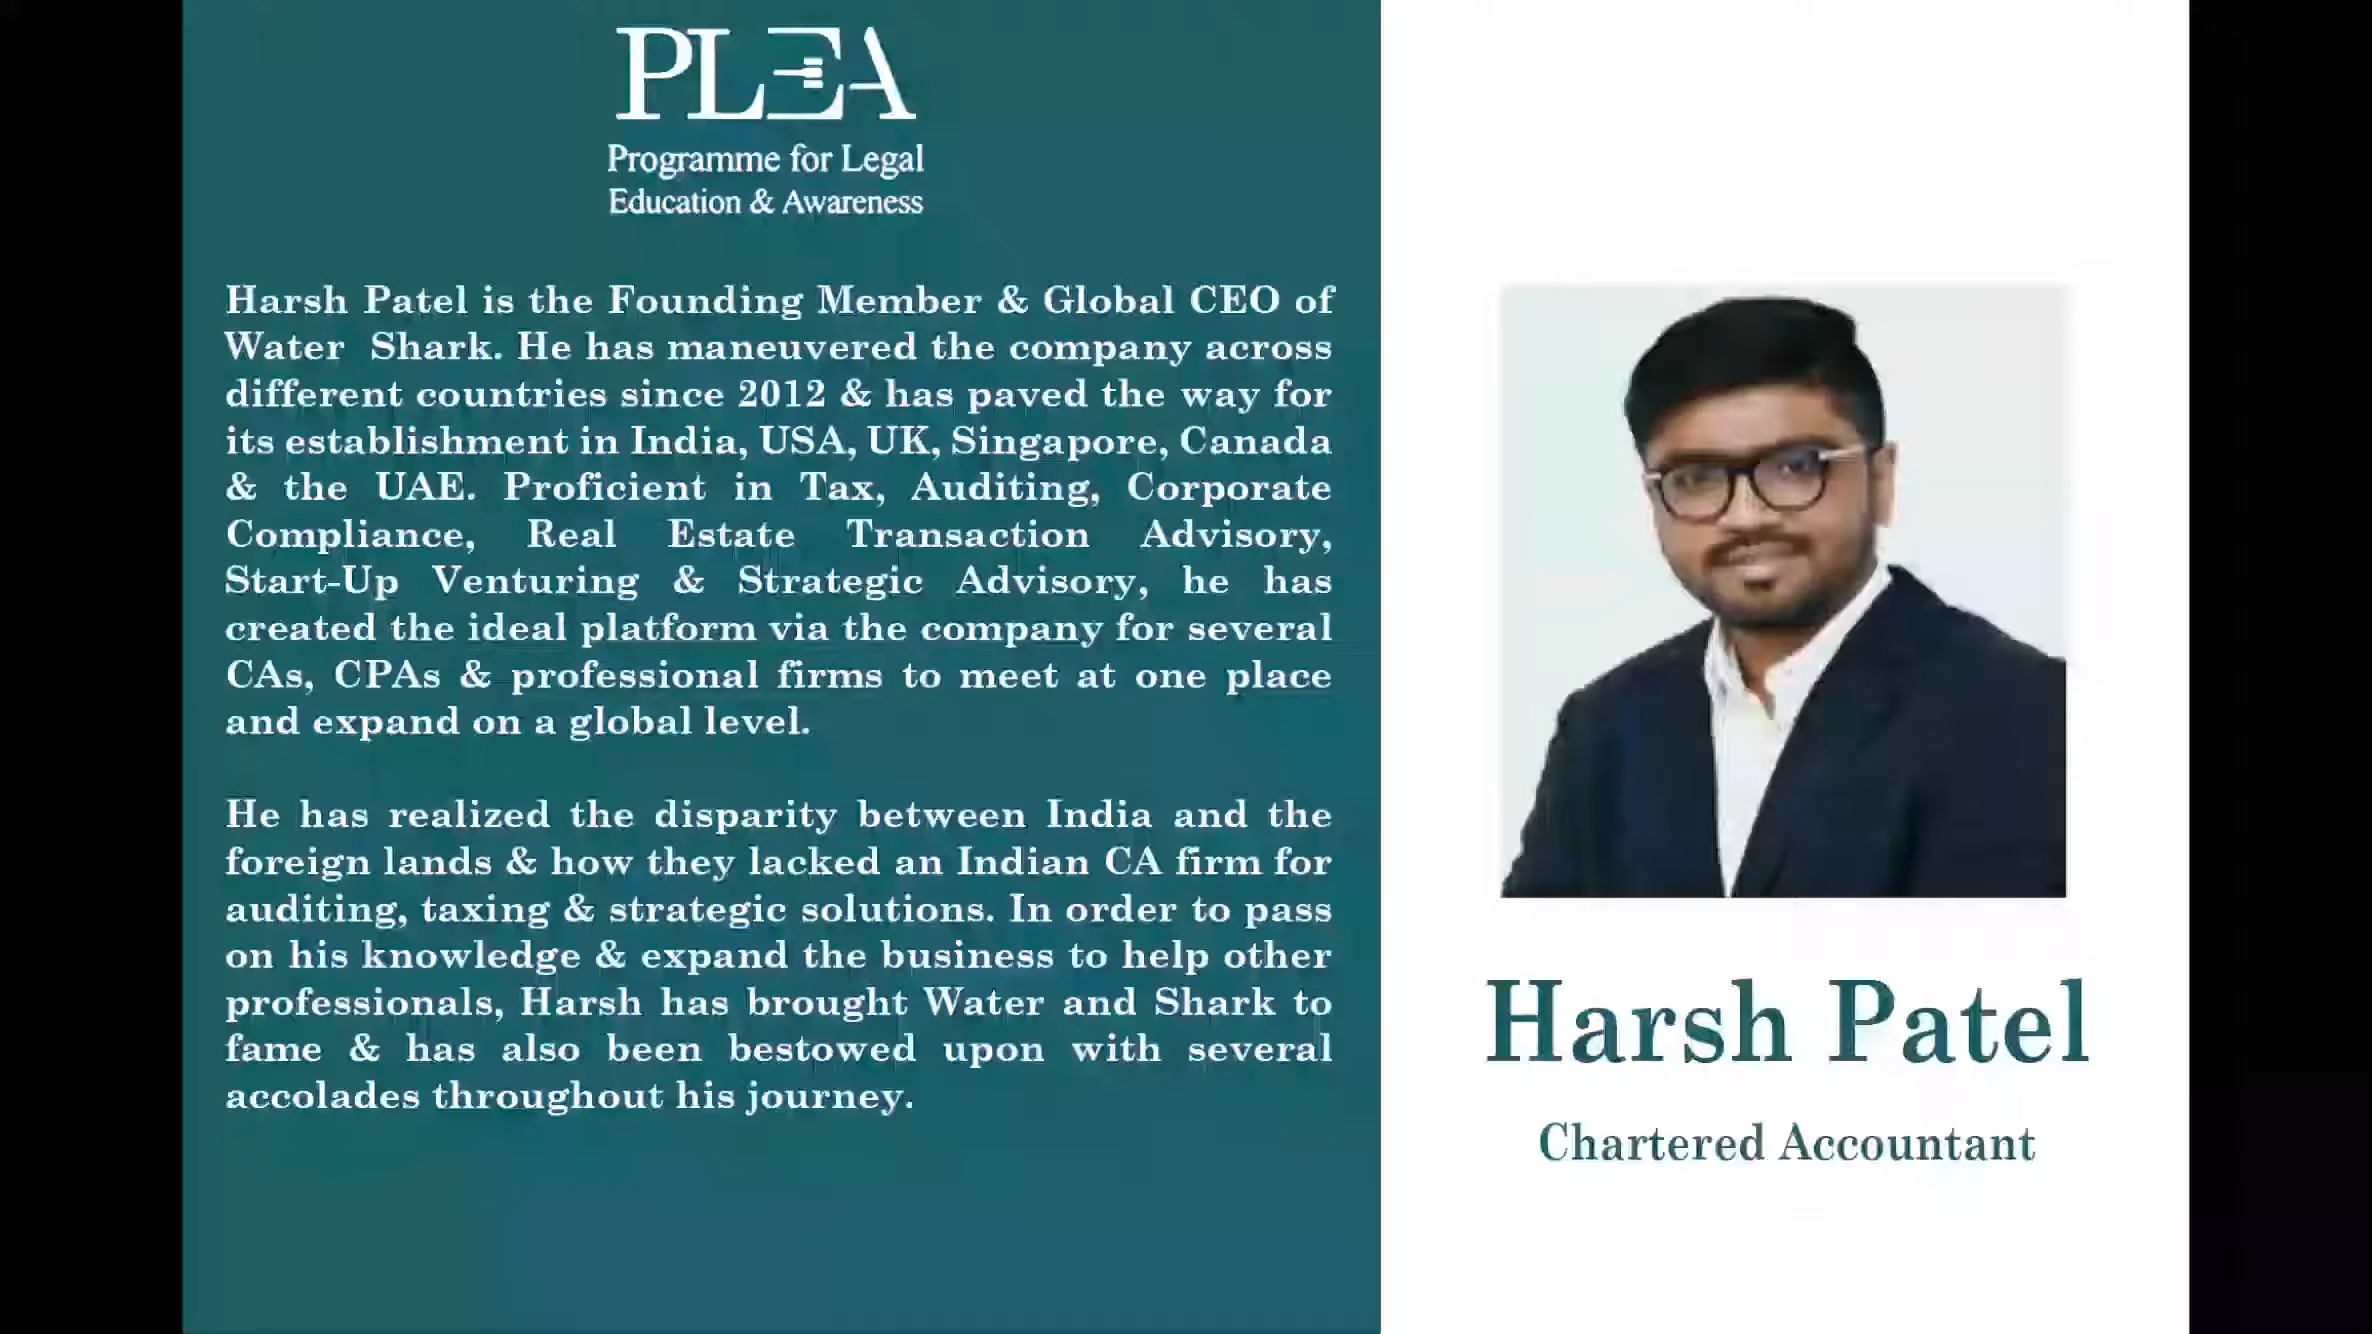 PLEA
Programme for Legal
Education & Awareness
Harsh Patel is the Founding Member & Global CEO of
Water Shark. He has maneuvered the company across
different countries since 2012 & has paved the way for
its establishment in India, USA, UK, Singapore, Canada
& the UAE. Proficient in Tax, Auditing, Corporate
Compliance, Real Estate Transaction Advisory,
Start-Up Venturing & Strategic Advisory, he has
created the ideal platform via the company for several
CAs, CPAs & professional firms to meet at one place
and expand on a global level.
He has realized the disparity between India and the
foreign lands & how they lacked an Indian CA firm for
auditing, taxing & strategic solutions. In order to pass
on his knowledge & expand the business to help other
professionals, Harsh has brought Water and Shark to
fame & has also been bestowed upon with several
accolades throughout his journey.
Harsh Patel
Chartered Accountant